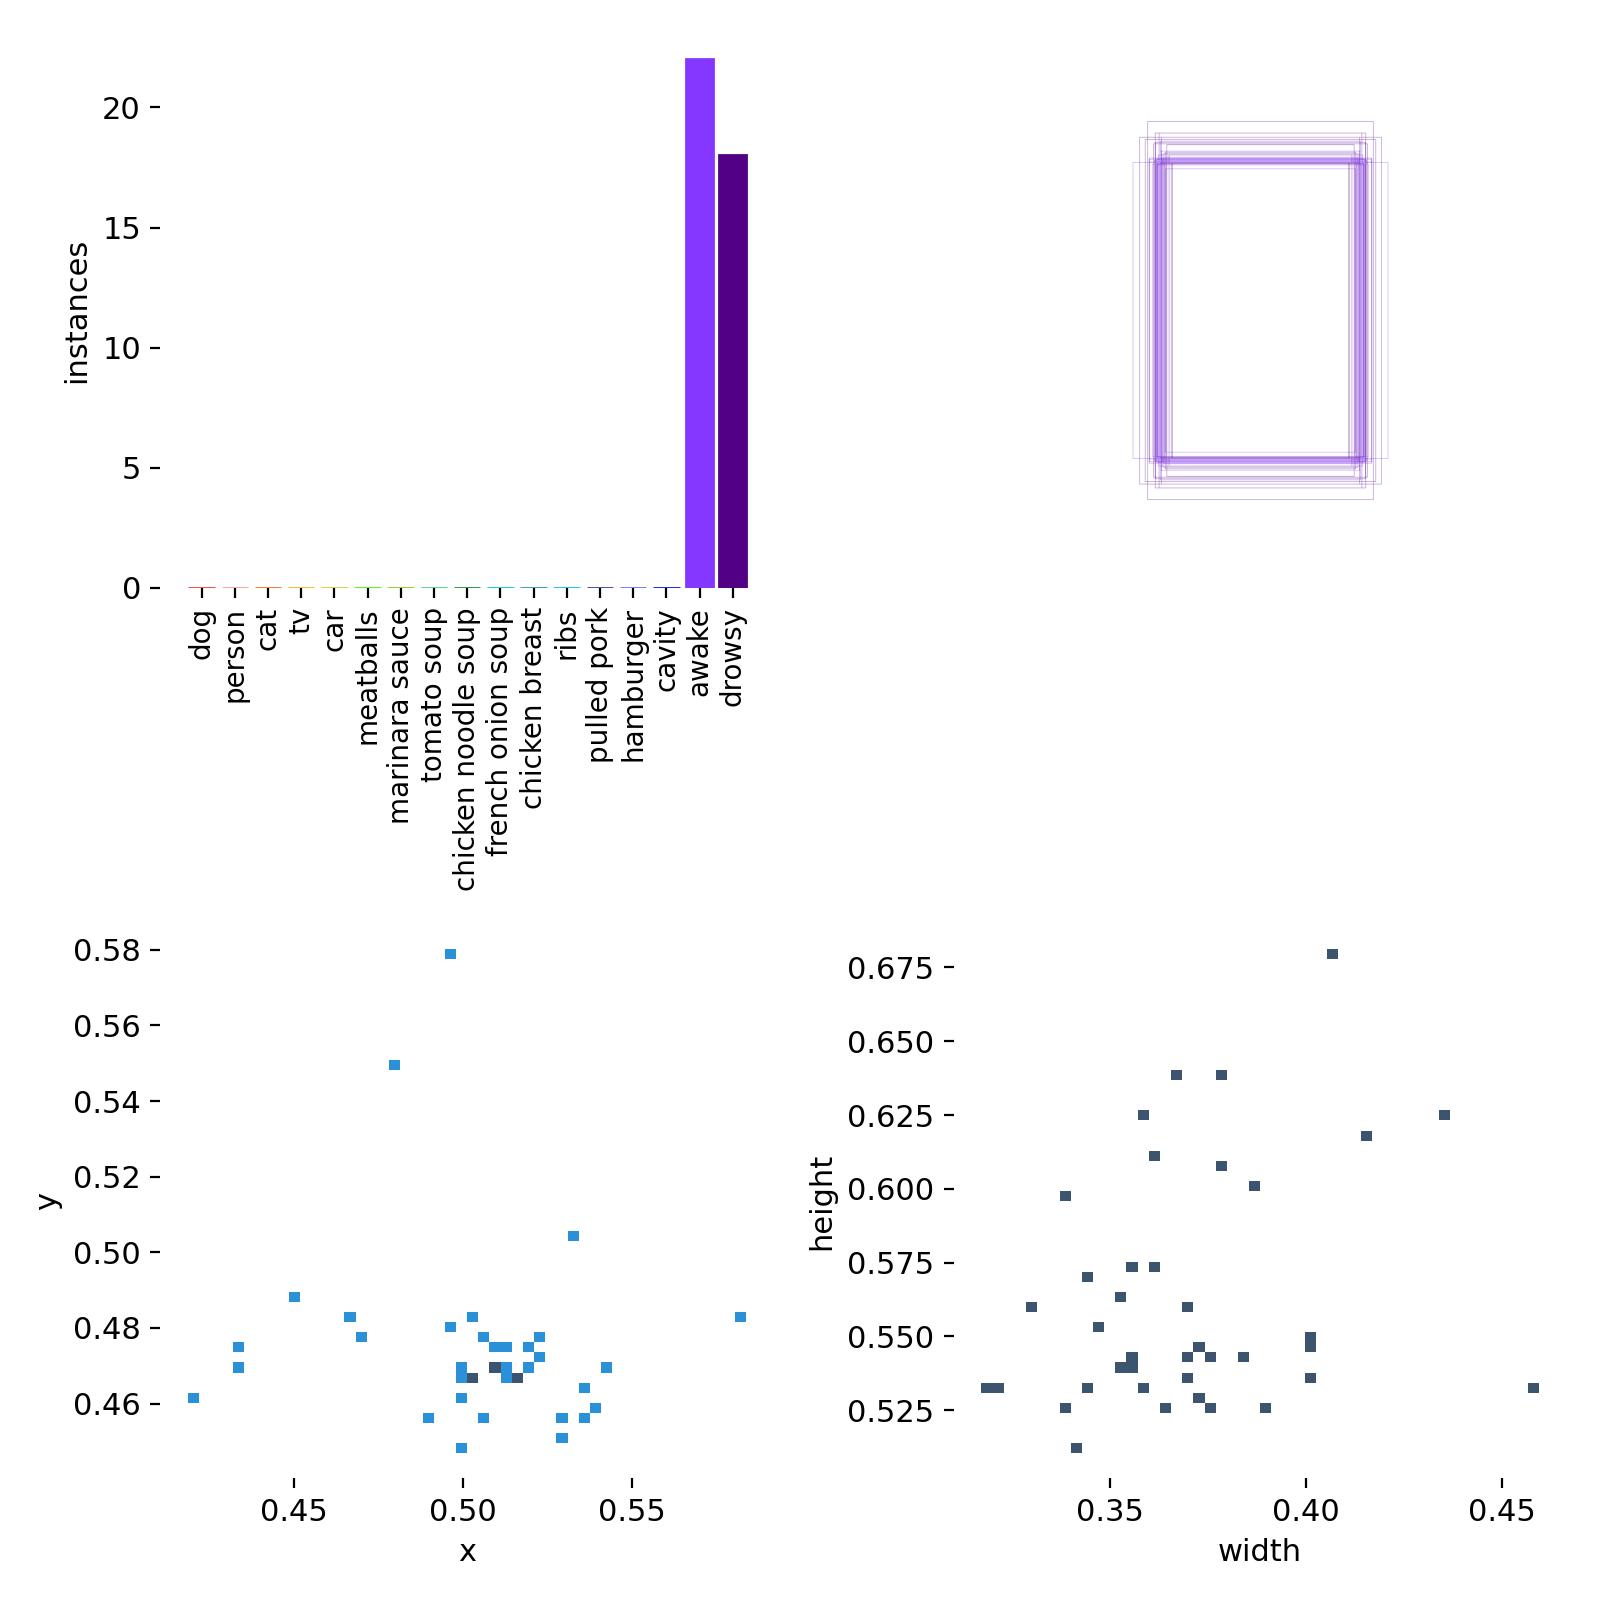 instances
20
15
10
5
0
dog
person
cat
tv
car
meatballs
marinara sauce
tomato soup
chicken noodle soup
french onion soup
chicken breast
ribs
pulled pork
hamburger
cavity
awake
drowsy
y
0.58
0.56
0.54
0.52
0.50
0.48
0.46
0.45
0.50
0.55
x
height
0.675
0.650
0.625
0.600
0.575
0.550
0.525
0.35
0.40
0.45
width